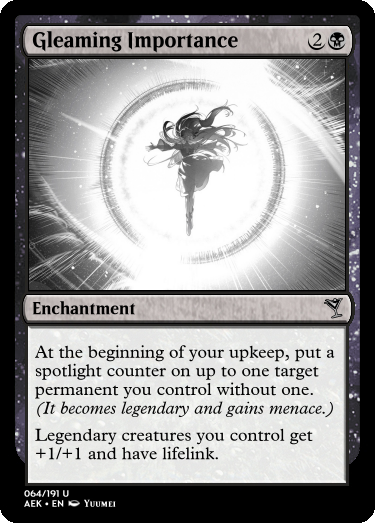 Gleaming Importance 2
Enchantment
At the beginning of your upkeep, put a
spotlight counter on up to one target
permanent you control without one.
(It becomes legendary and gains menace.)
Legendary creatures you control get
+1/+1 and have lifelink.
064/191 U
AEK • EN Yuumei